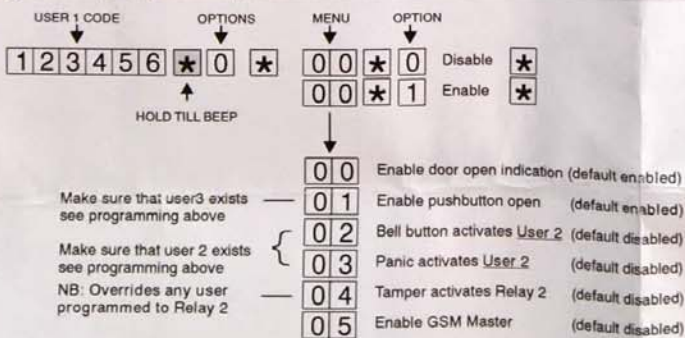 USER 1 CODE OPTIONS MENU OPTION
1 2 3 4 5 6 * 0 * 0 0 * 0 Disable *
0 0 * 1 Enable *
HOLD TILL BEEP
0 0 Enable door open indication (default enabled)
Make sure that user3 exists
see programming above
0 1 Enable pushbutton open (default enabled)
Make sure that user 2 exists
see programming above
0 2 Bell button activates User 2 (default disabled)
0 3 Panic activates User 2 (default disabled)
NB: Overrides any user
programmed to Relay 2
0 4 Tamper activates Relay 2 (default disabled)
0 5 Enable GSM Master (default disabled)